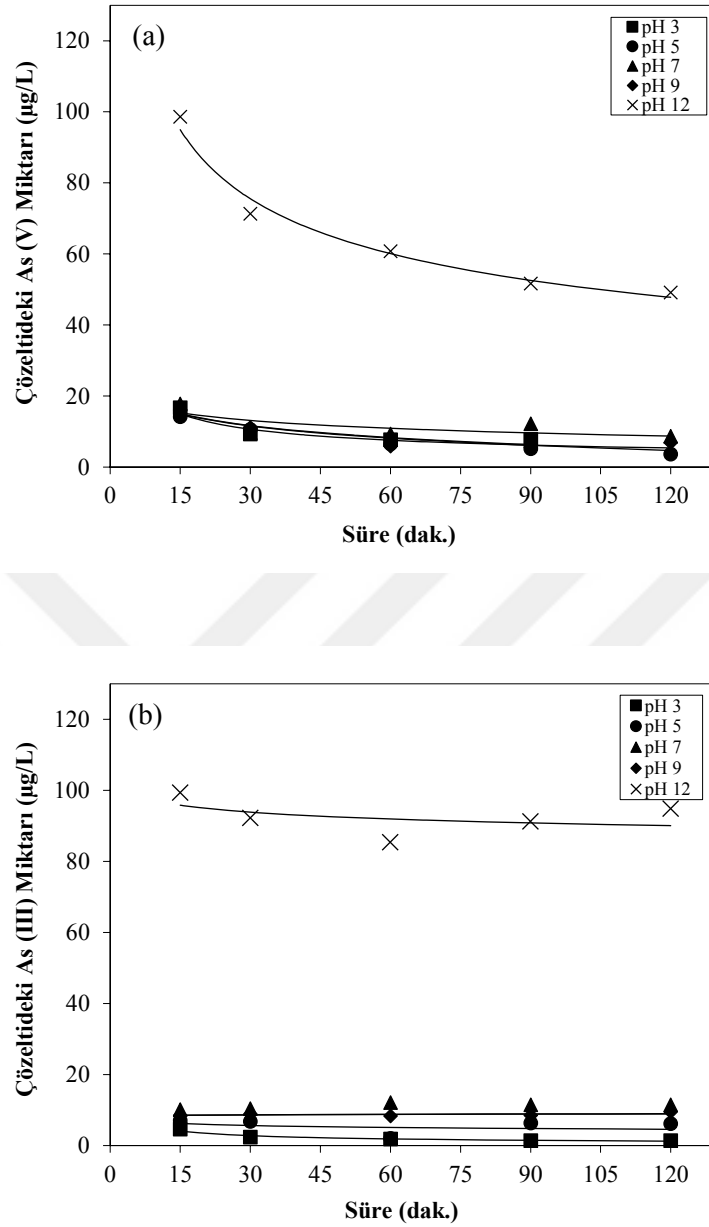 (a)
pH 3
pH 5
pH 7
pH 9
pH 12
Çözeltideki As (V) Miktarı (µg/L)
120
100
80
60
40
20
0
0 15 30 45 60 75 90 105 120
Süre (dak.)
(b)
pH 3
pH 5
pH 7
pH 9
pH 12
Çözeltideki As (III) Miktarı (µg/L)
120
100
80
60
40
20
0
0 15 30 45 60 75 90 105 120
Süre (dak.)